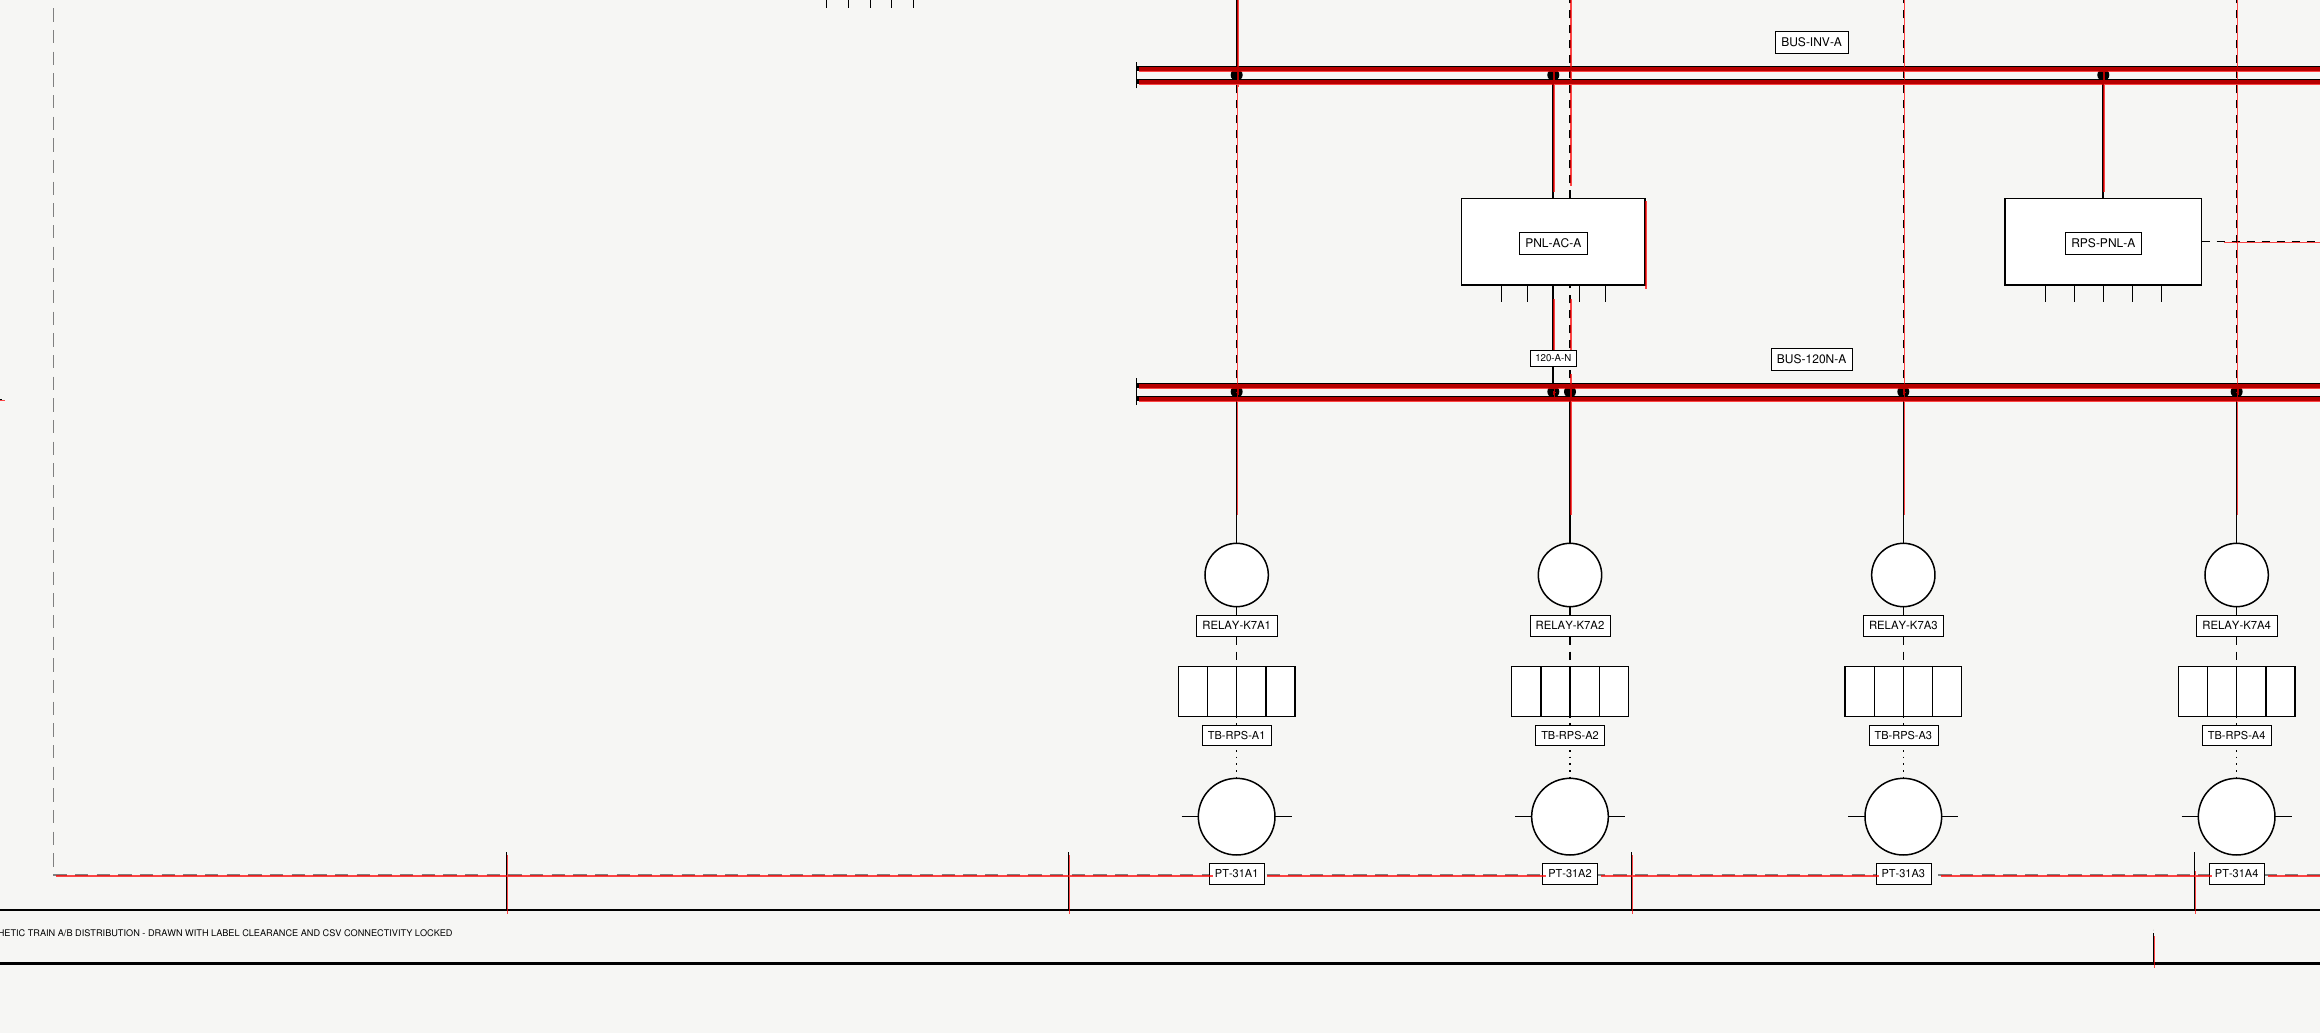 BUS-INV-A
PNL-AC-A
RPS-PNL-A
120-A-N
BUS-120N-A
RELAY-K7A1
RELAY-K7A2
RELAY-K7A3
RELAY-K7A4
TB-RPS-A1
TB-RPS-A2
TB-RPS-A3
TB-RPS-A4
PT-31A1
PT-31A2
PT-31A3
PT-31A4
HETIC TRAIN A/B DISTRIBUTION - DRAWN WITH LABEL CLEARANCE AND CSV CONNECTIVITY LOCKED